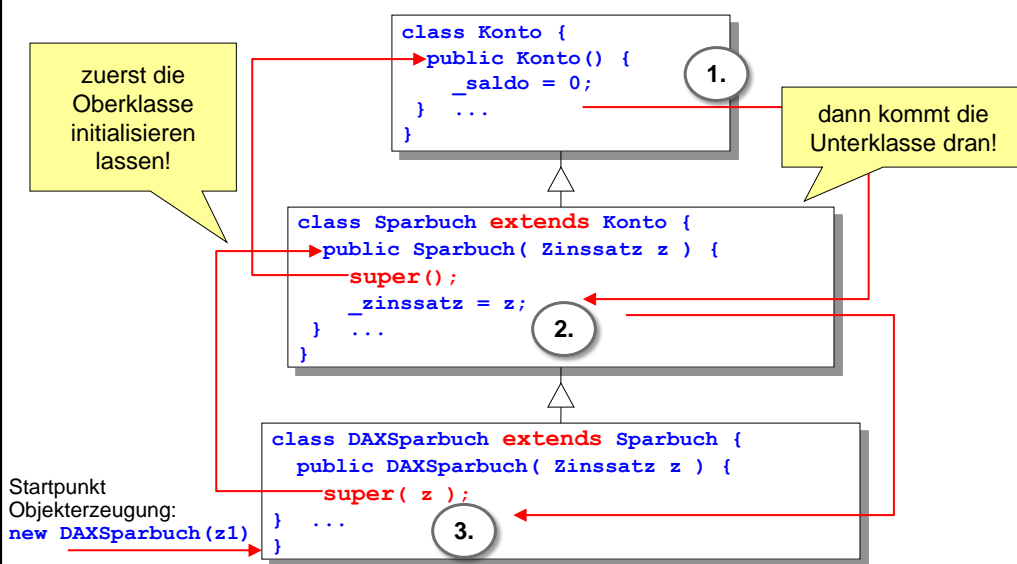 class Konto {
public Konto() {
_saldo = 0;
} ...
}
1.
zuerst die
Oberklasse
initialisieren
lassen!
dann kommt die
Unterklasse dran!
class Sparbuch extends Konto {
public Sparbuch( Zinssatz z ) {
super();
_zinssatz = z;
} ...
}
2.
class DAXSparbuch extends Sparbuch {
public DAXSparbuch( Zinssatz z ) {
super( z );
} ...
}
3.
Startpunkt
Objekterzeugung:
new DAXSparbuch(z1)